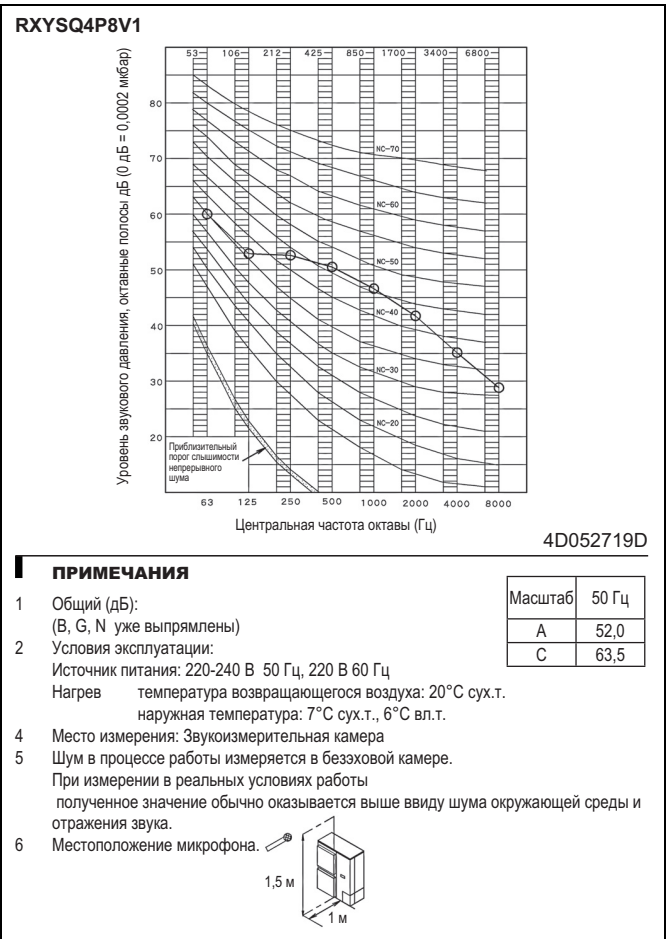 RXYSQ4P8V1
Уровень звукового давления, октавные полосы дБ (0 дБ = 0,0002 мкбар)
53 106 212 425 850 1700 3400 6800
80
70
60
50
40
30
20
NC-70
NC-60
NC-50
NC-40
NC-30
NC-20
Приблизительный
порог слышимости
непрерывного
шума
63 125 250 500 1000 2000 4000 8000
Центральная частота октавы (Гц)
4D052719D
ПРИМЕЧАНИЯ
1 Общий (дБ):
(B, G, N уже выпрямлены)
Масштаб 50 Гц
A 52,0
C 63,5
2 Условия эксплуатации:
Источник питания: 220-240 В 50 Гц, 220 В 60 Гц
Нагрев температура возвращающегося воздуха: 20°C сух.т.
наружная температура: 7°C сух.т., 6°C вл.т.
4 Место измерения: Звукоизмерительная камера
5 Шум в процессе работы измеряется в безэховой камере.
При измерении в реальных условиях работы
полученное значение обычно оказывается выше ввиду шума окружающей среды и
отражения звука.
6 Местоположение микрофона.
1,5 м
1 м